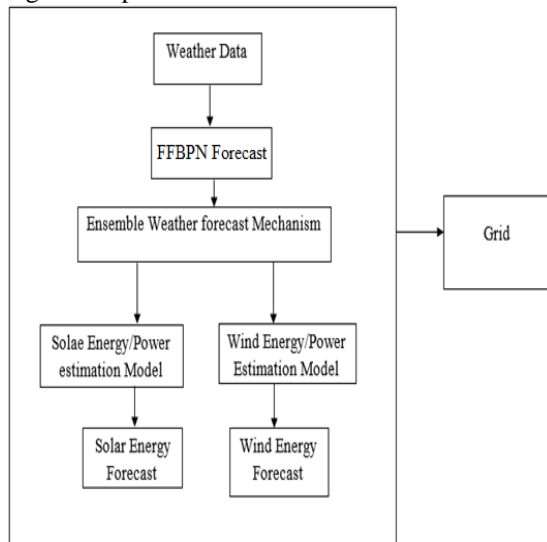 Weather Data
FFBPN Forecast
Ensemble Weather forecast Mechanism
Grid
Solae Energy/Power
estimation Model
Wind Energy/Power
Estimation Model
Solar Energy
Forecast
Wind Energy
Forecast